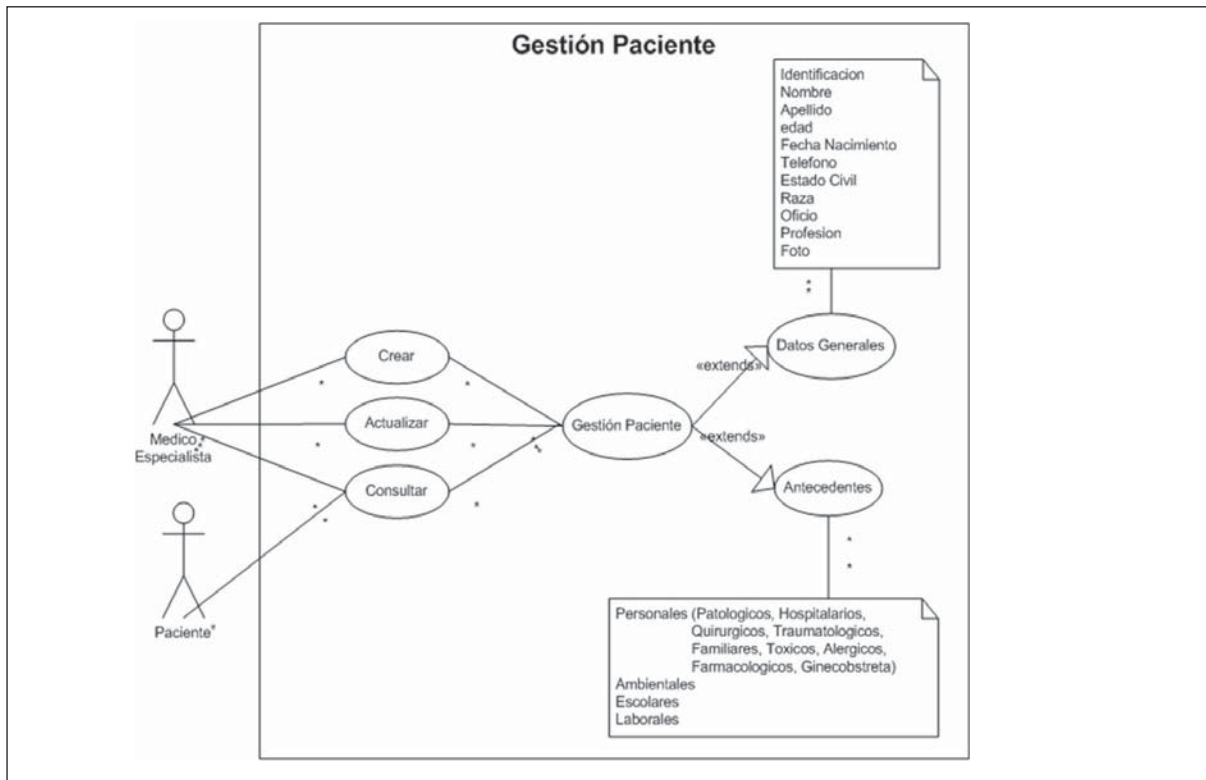 Gestión Paciente
Identificacion
Nombre
Apellido
edad
Fecha Nacimiento
Telefono
Estado Civil
Raza
Oficio
Profesion
Foto
*
*
Datos Generales
«extends»
Crear
*
*
Actualizar
*
*
Gestión Paciente
*
*
«extends»
Medico *
Especialista
*
Consultar
*
*
*
Antecedentes
*
*
Paciente*
Personales (Patologicos, Hospitalarios,
Quirurgicos, Traumatologicos,
Familiares, Toxicos, Alergicos,
Farmacologicos, Ginecobstreta)
Ambientales
Escolares
Laborales